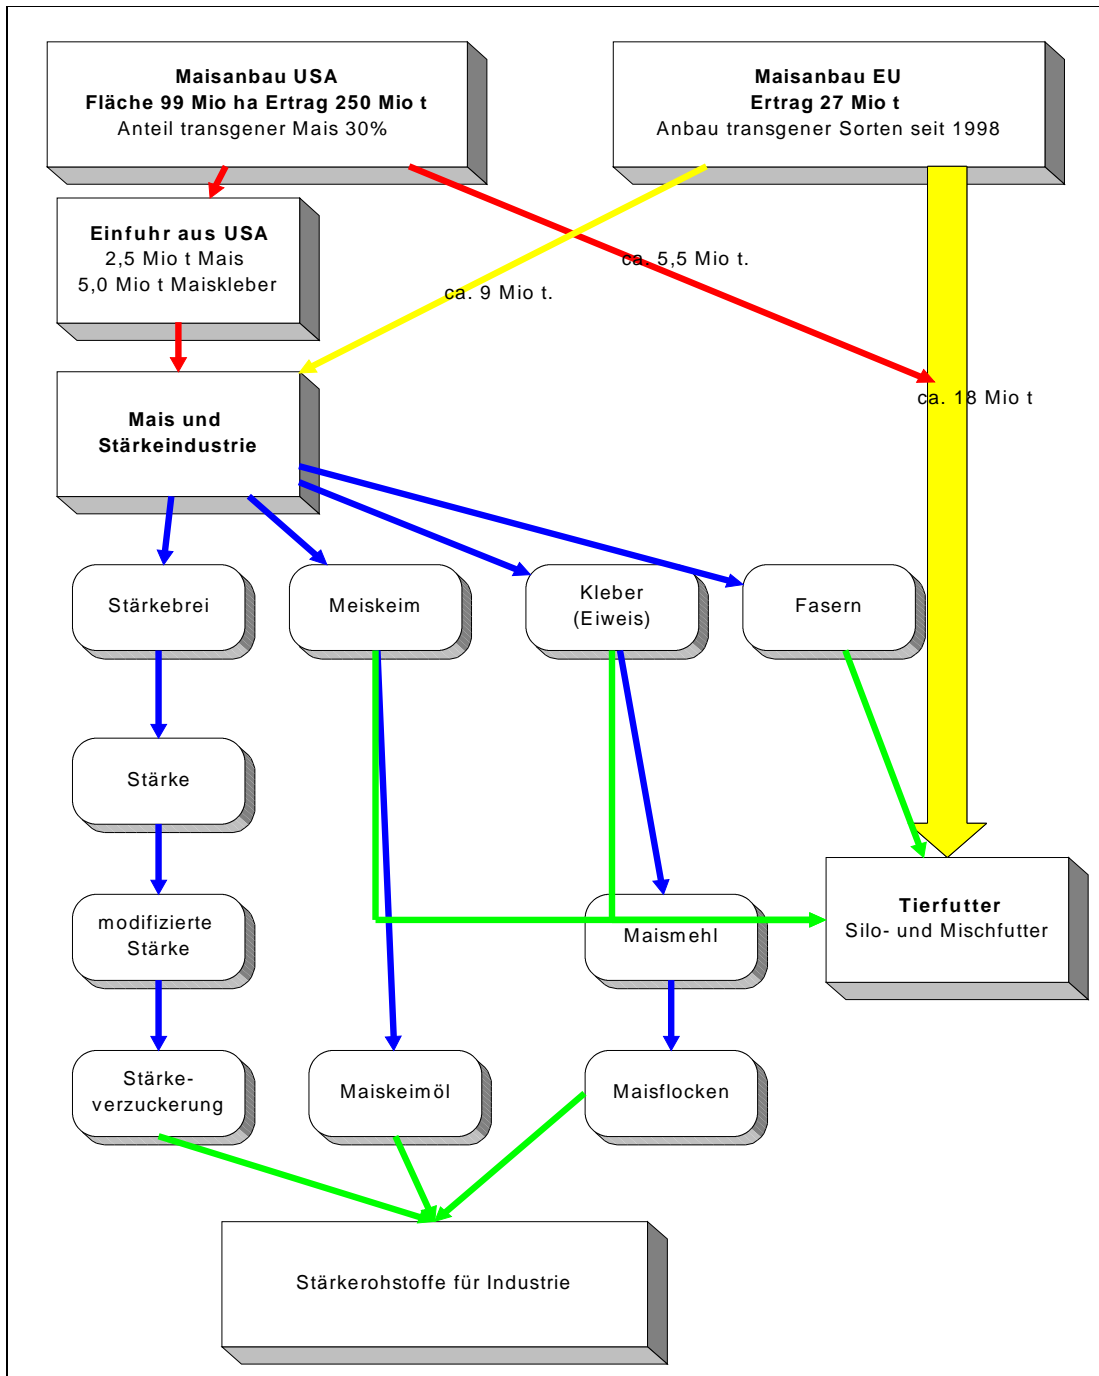 Maisanbau USA
Fläche 99 Mio ha Ertrag 250 Mio t
Anteil transgener Mais 30%
Maisanbau EU
Ertrag 27 Mio t
Anbau transgener Sorten seit 1998
Einfuhr aus USA
2,5 Mio t Mais
5,0 Mio t Maiskleber
ca. 5,5 Mio t.
ca. 9 Mio t.
ca. 18 Mio t
Mais und
Stärkeindustrie
Stärkebrei
Meiskeim
Kleber
(Eiweis)
Fasern
Stärke
modifizierte
Stärke
Maismehl
Tierfutter
Silo- und Mischfutter
Stärke-
verzuckerung
Maiskeimöl
Maisflocken
Stärkerohstoffe für Industrie